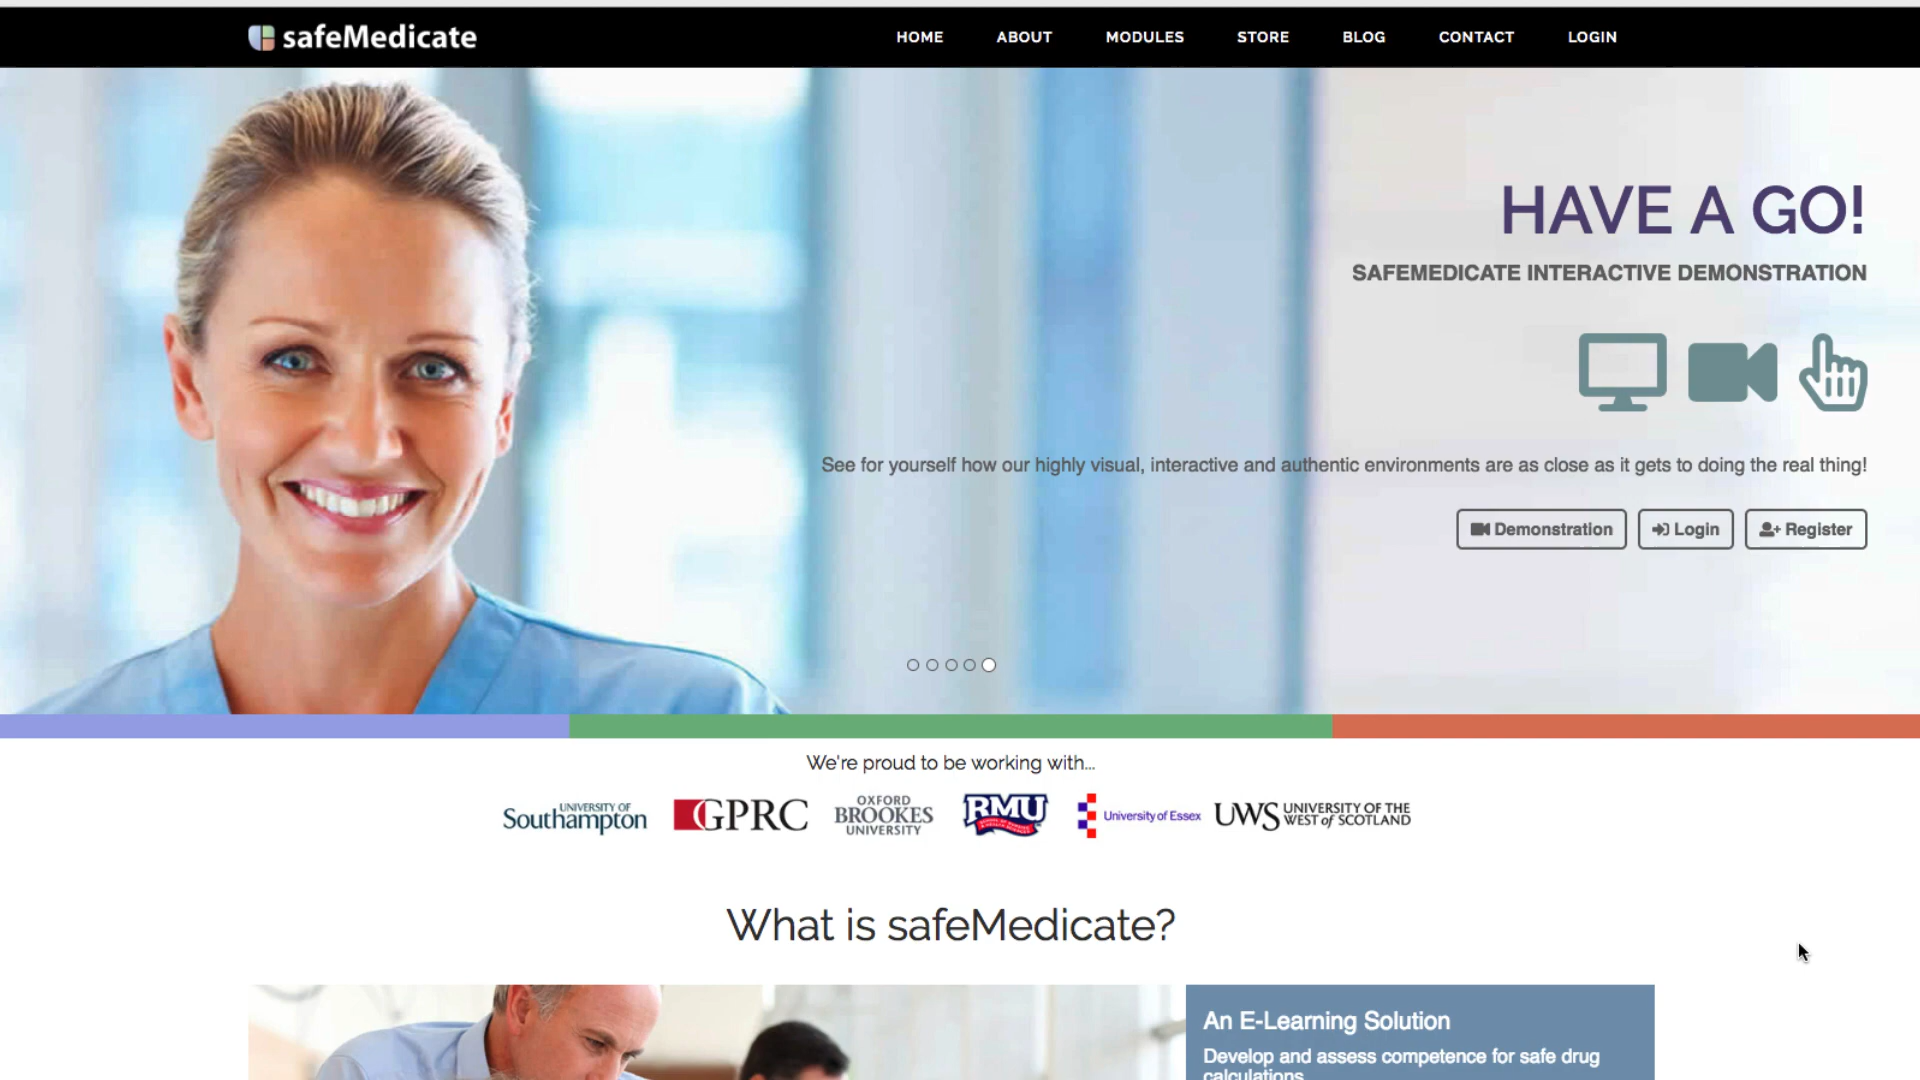 safeMedicate
HOME ABOUT MODULES STORE BLOG CONTACT LOGIN
HAVE A GO!
SAFEMEDICATE INTERACTIVE DEMONSTRATION
See for yourself how our highly visual, interactive and authentic environments are as close as it gets to doing the real thing!
Demonstration Login Register
We're proud to be working with...
UNIVERSITY OF
Southampton
GPRC
OXFORD
BROOKES
UNIVERSITY
RMU
University of Essex
UWS UNIVERSITY OF THE
WEST of SCOTLAND
What is safeMedicate?
An E-Learning Solution
Develop and assess competence for safe drug
calculations